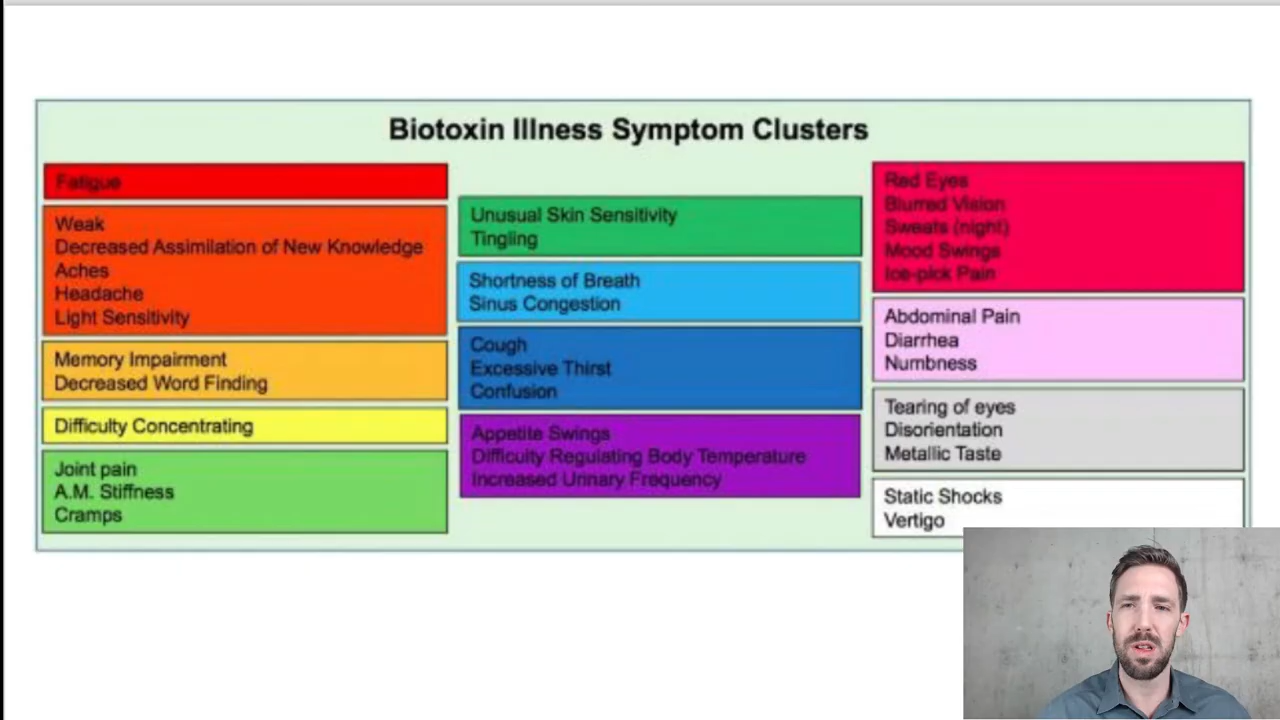 Biotoxin Illness Symptom Clusters
Fatigue
Weak
Decreased Assimilation of New Knowledge
Aches
Headache
Light Sensitivity
Memory Impairment
Decreased Word Finding
Difficulty Concentrating
Joint pain
A.M. Stiffness
Cramps
Unusual Skin Sensitivity
Tingling
Shortness of Breath
Sinus Congestion
Cough
Excessive Thirst
Confusion
Appetite Swings
Difficulty Regulating Body Temperature
Increased Urinary Frequency
Red Eyes
Blurred Vision
Sweats (night)
Mood Swings
Ice-pick Pain
Abdominal Pain
Diarrhea
Numbness
Tearing of eyes
Disorientation
Metallic Taste
Static Shocks
Vertigo